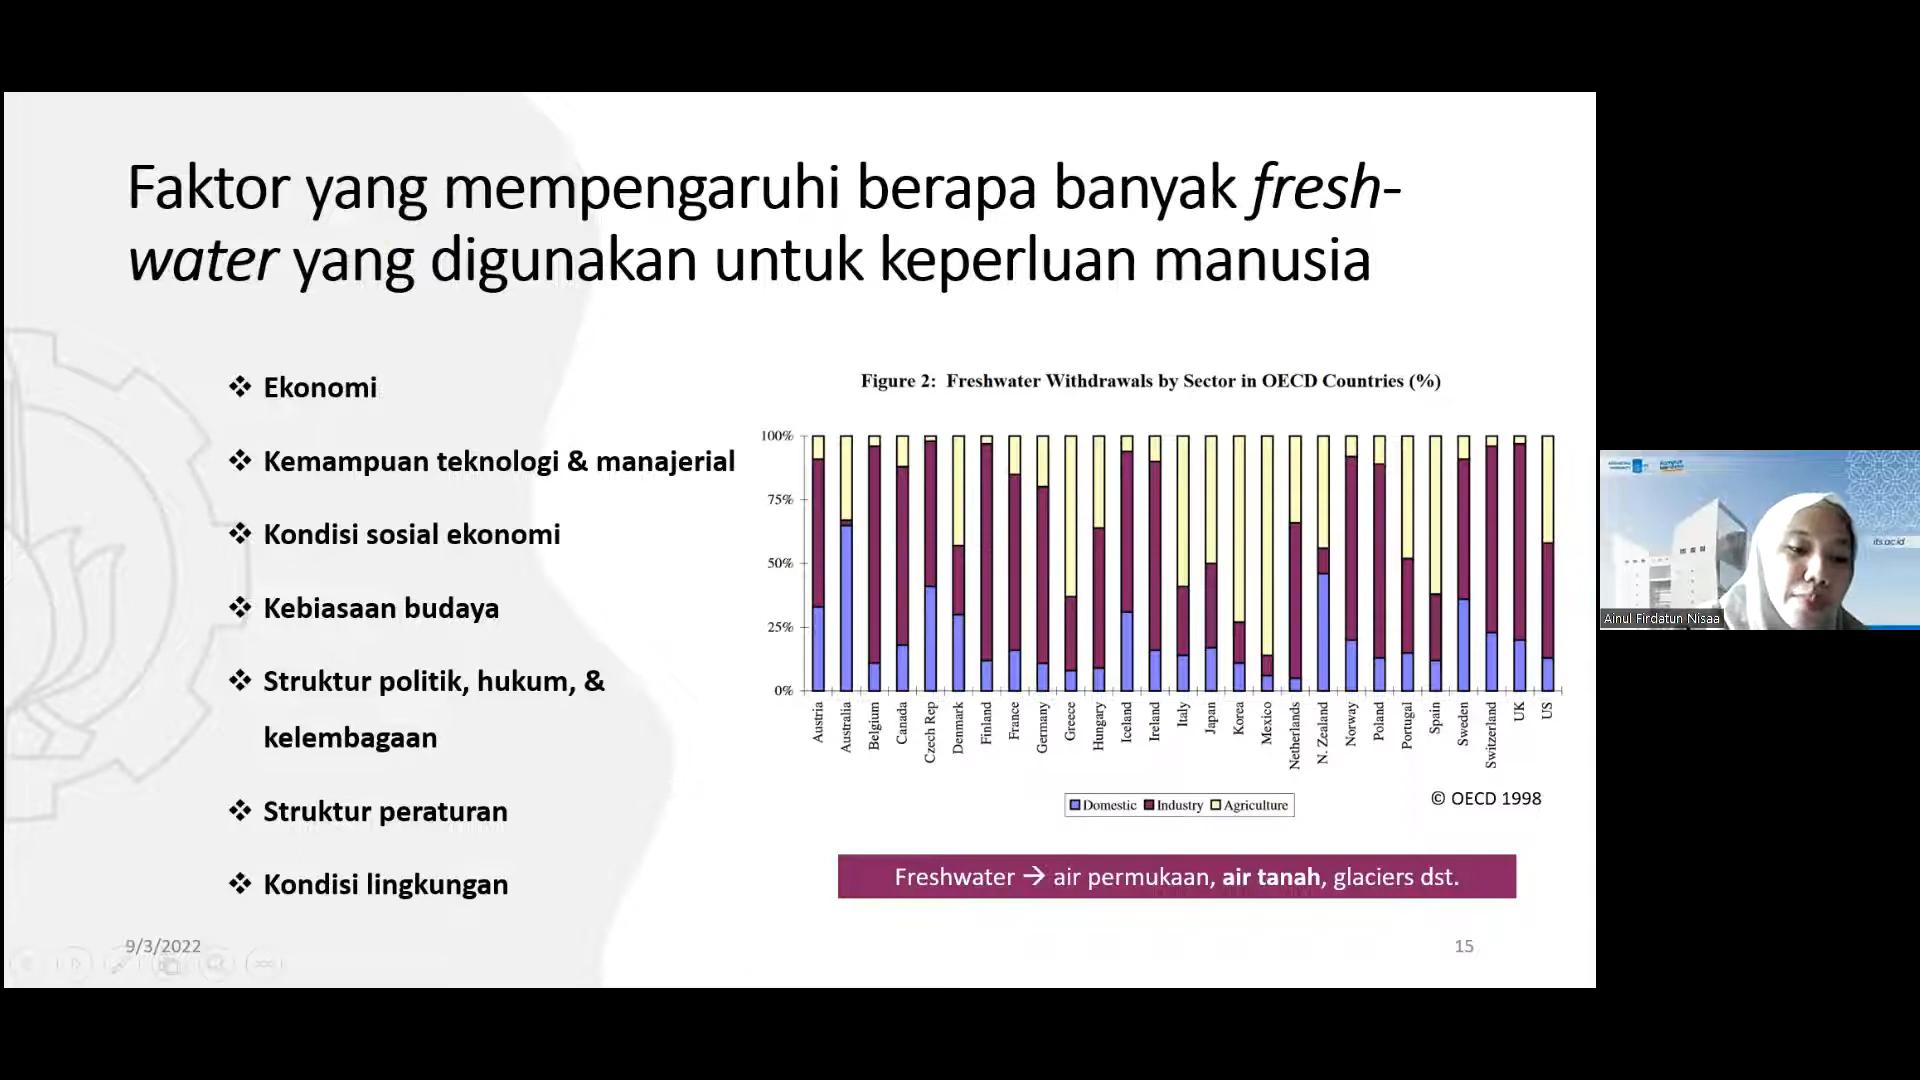 Faktor yang mempengaruhi berapa banyak fresh-
water yang digunakan untuk keperluan manusia
❖ Ekonomi
❖ Kemampuan teknologi & manajerial
❖ Kondisi sosial ekonomi
❖ Kebiasaan budaya
❖ Struktur politik, hukum, &
kelembagaan
❖ Struktur peraturan
❖ Kondisi lingkungan
Figure 2: Freshwater Withdrawals by Sector in OECD Countries (%)
100%
75%
50%
25%
0%
Austria
Australia
Belgium
Canada
Czech Rep
Denmark
Finland
France
Germany
Greece
Hungary
Iceland
Ireland
Italy
Japan
Korea
Mexico
Netherlands
N. Zealand
Norway
Poland
Portugal
Spain
Sweden
Switzerland
UK
US
Domestic Industry Agriculture
© OECD 1998
Freshwater → air permukaan, air tanah, glaciers dst.
9/3/2022
15
its.ac.id
Ainul Firdatun Nisaa